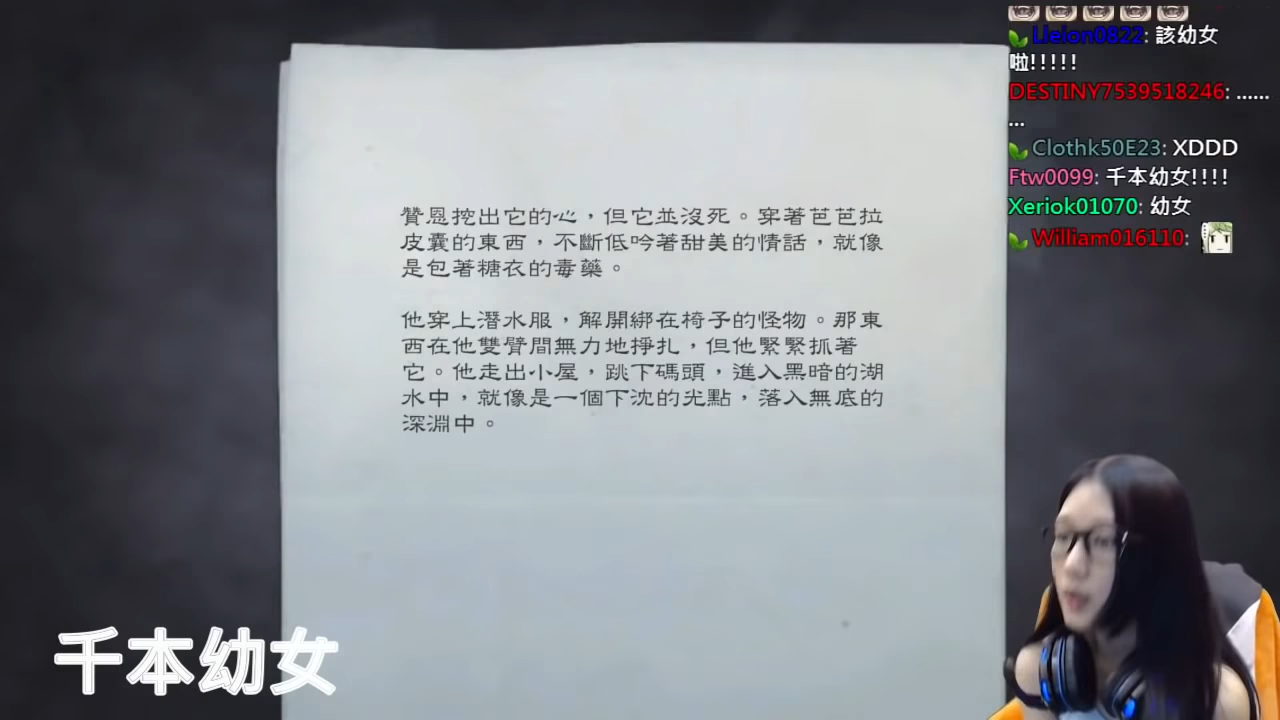 贊恩挖出它的心，但它並沒死。穿著芭芭拉
皮囊的東西，不斷低吟著甜美的情話，就像
是包著糖衣的毒藥。
他穿上潛水服，解開綁在椅子的怪物。那東
西在他雙臂間無力地掙扎，但他緊緊抓著
它。他走出小屋，跳下碼頭，進入黑暗的湖
水中，就像是一個下沈的光點，落入無底的
深淵中。
千本幼女
Lielon0822: 該幼女
啦!!!!!
DESTINY7539518246: ......
...
Clothk50E23: XDDD
Ftw0099: 千本幼女!!!!
Xeriok01070: 幼女
William016110: